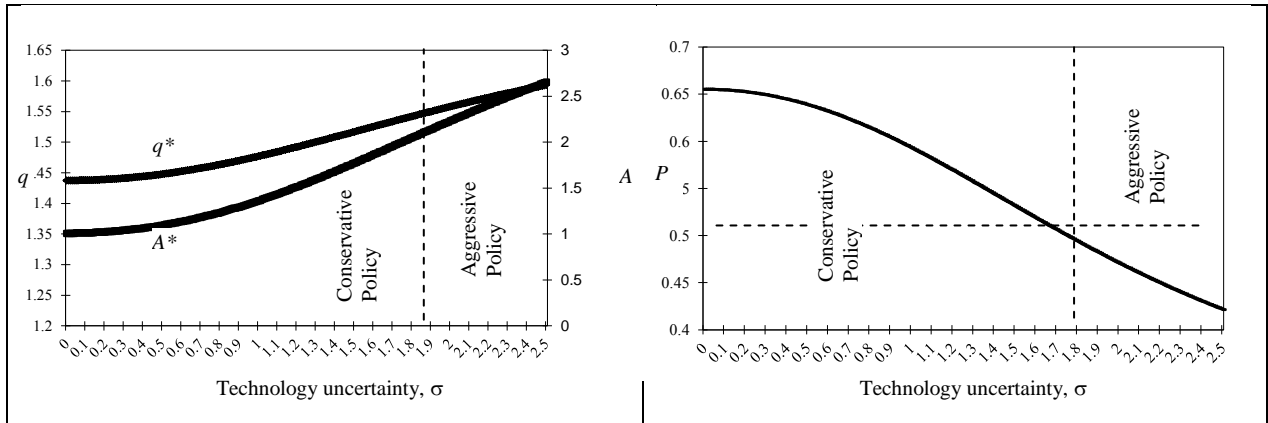 1.65
1.6
1.55
1.5
1.45
1.4
1.35
1.3
1.25
1.2
q
q*
A*
Conservative
Policy
Aggressive
Policy
3
2.5
2
1.5
1
0.5
0
A
0 0.1 0.2 0.3 0.4 0.5 0.6 0.7 0.8 0.9 1 1.1 1.2 1.3 1.4 1.5 1.6 1.7 1.8 1.9 2 2.1 2.2 2.3 2.4 2.5
Technology uncertainty, σ
0.7
0.65
0.6
5
0.5
0.45
0.4
P
Conservative
Policy
Aggressive
Policy
0 0.1 0.2 0.3 0.4 0.5 0.6 0.7 0.8 0.9 1 1.1 1.2 1.3 1.4 1.5 1.6 1.7 1.8 1.9 2 2.1 2.2 2.3 2.4 2.5
Technology uncertainty, σ